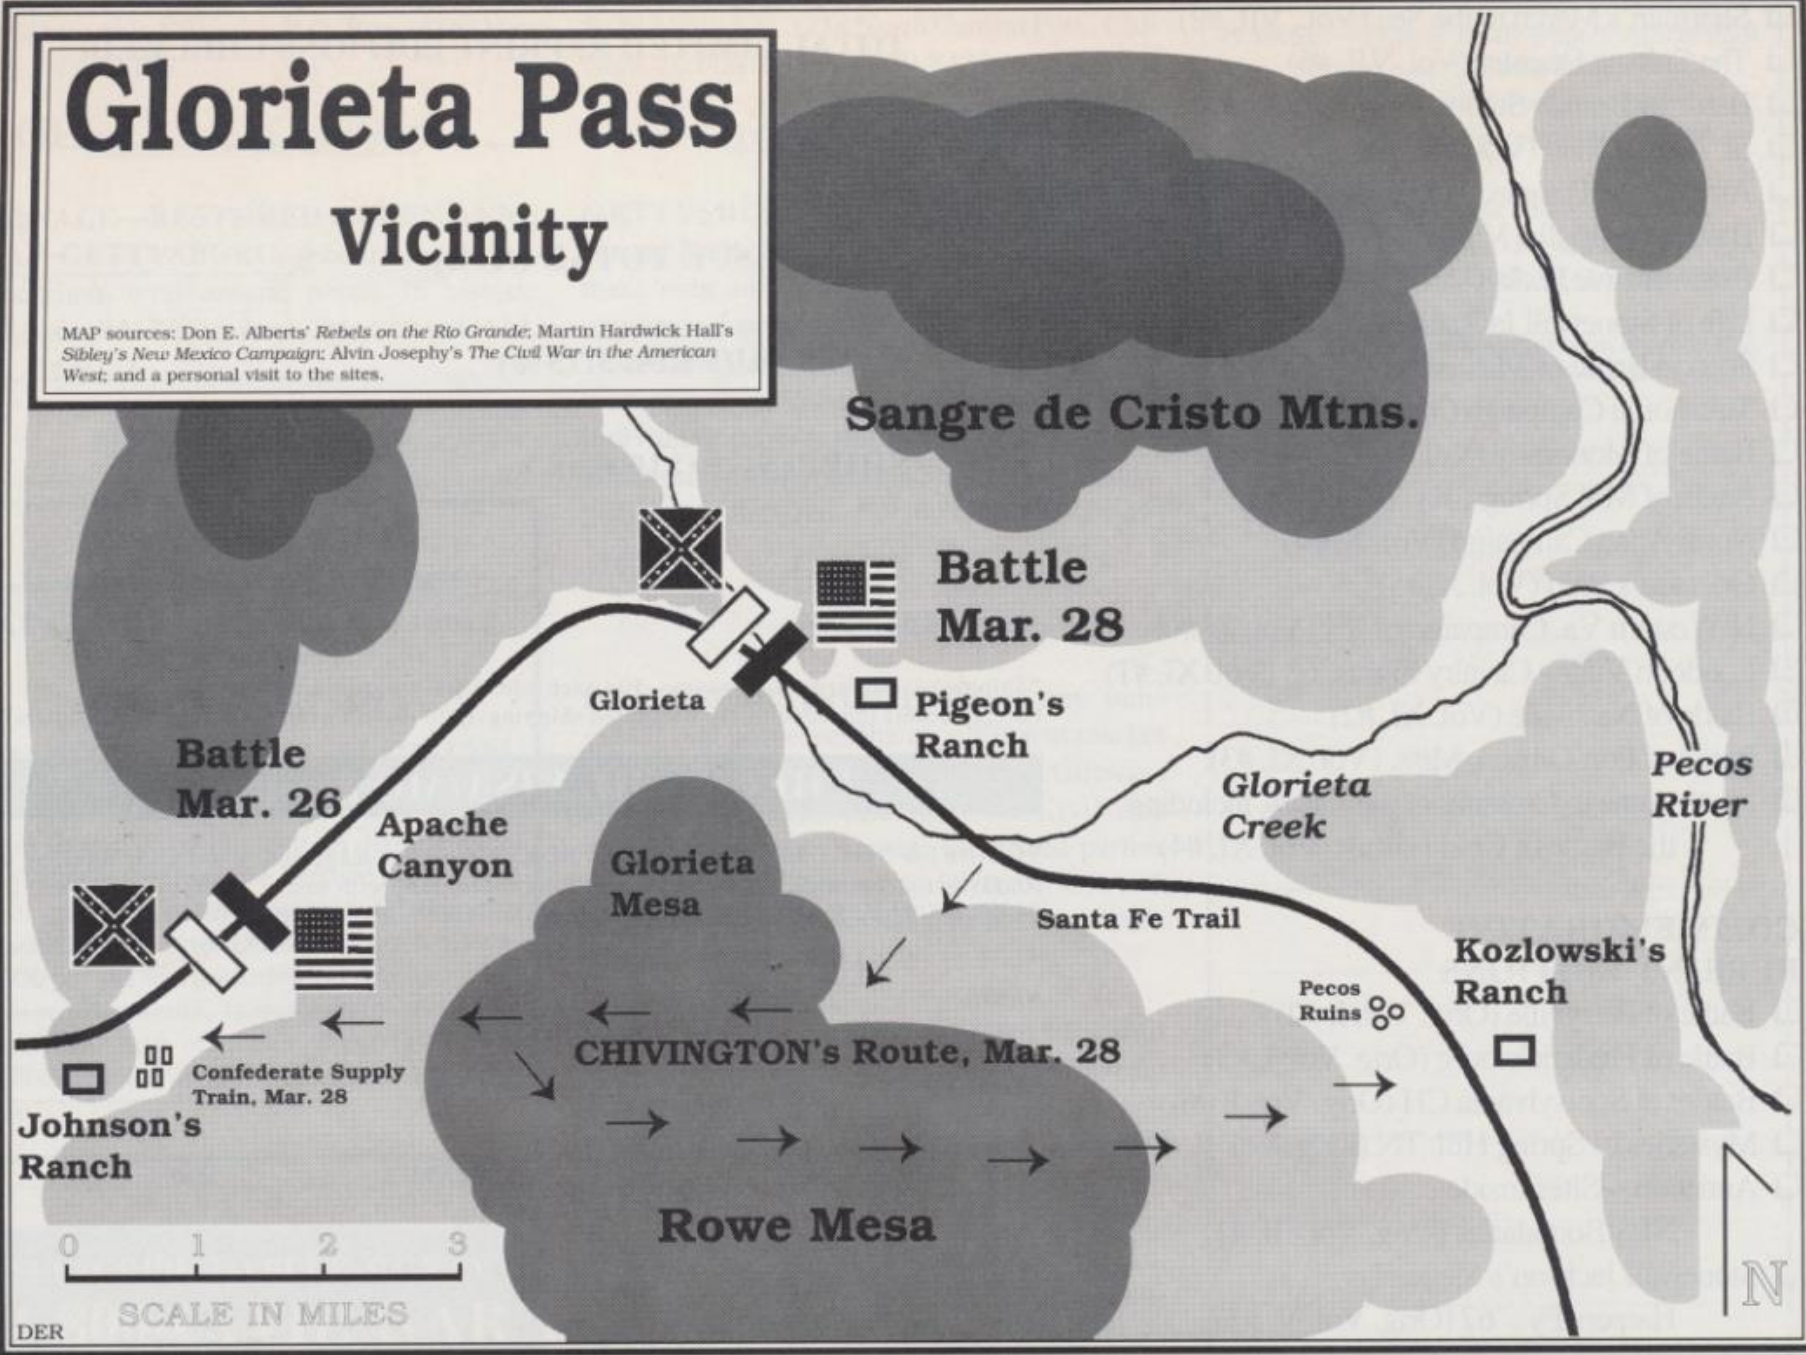 Glorieta Pass
Vicinity
MAP sources: Don E. Alberts' Rebels on the Rio Grande; Martin Hardwick Hall's
Sibley's New Mexico Campaign; Alvin Josephy's The Civil War in the American
West; and a personal visit to the sites.
Sangre de Cristo Mtns.
Battle
Mar. 28
Glorieta
Pigeon's
Ranch
Battle
Mar. 26
Apache
Canyon
Glorieta
Creek
Pecos
River
Glorieta
Mesa
Santa Fe Trail
Kozlowski's
Ranch
Pecos
Ruins
CHIVINGTON's Route, Mar. 28
Confederate Supply
Train, Mar. 28
Johnson's
Ranch
Rowe Mesa
0 1 2 3
SCALE IN MILES
N
DER